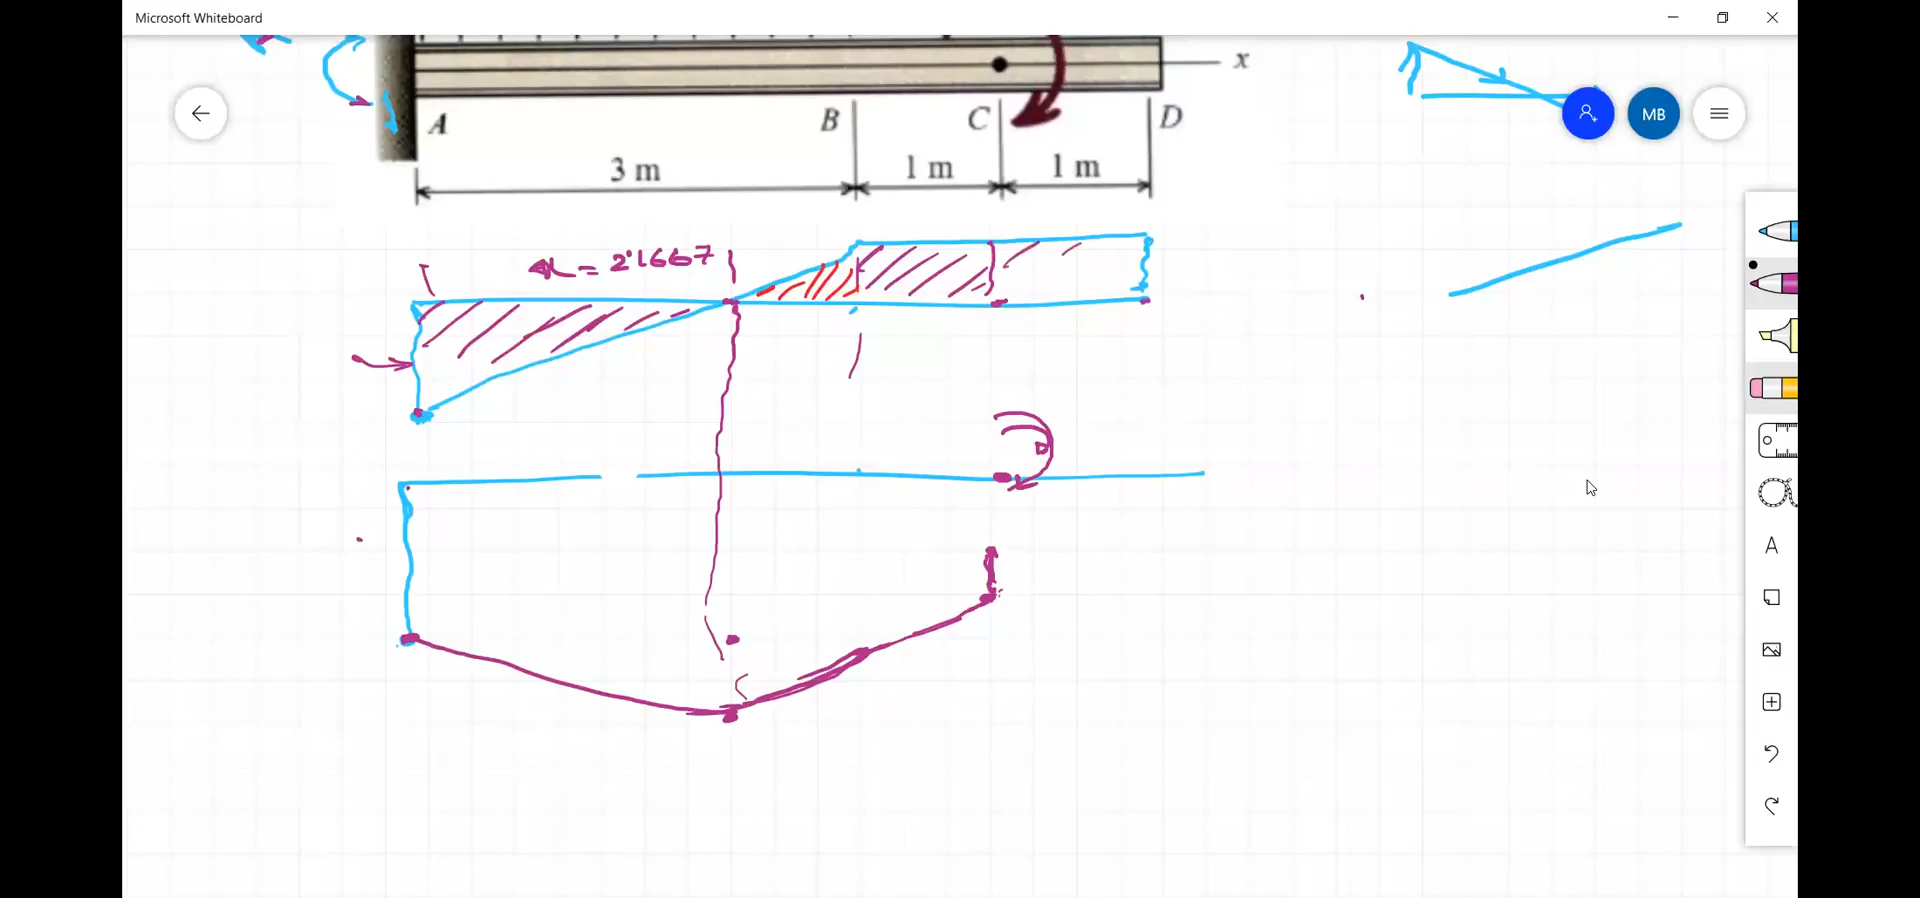 Microsoft Whiteboard
x
MB
A
B
C
D
3 m
1 m
1 m
x = 2.1667
A